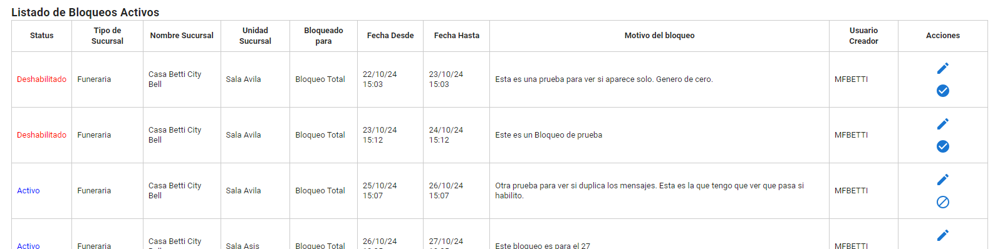 Listado de Bloqueos Activos
Status Tipo de Sucursal Nombre Sucursal Unidad Sucursal Bloqueado para Fecha Desde Fecha Hasta Motivo del bloqueo Usuario Creador Acciones
Deshabilitado Funeraria Casa Betti City Bell Sala Avila Bloqueo Total 22/10/24 15:03 23/10/24 15:03 Esta es una prueba para ver si aparece solo. Genero de cero. MFBETTI
Deshabilitado Funeraria Casa Betti City Bell Sala Avila Bloqueo Total 23/10/24 15:12 24/10/24 15:12 Este es un Bloqueo de prueba MFBETTI
Activo Funeraria Casa Betti City Bell Sala Avila Bloqueo Total 25/10/24 15:07 26/10/24 15:07 Otra prueba para ver si duplica los mensajes. Esta es la que tengo que ver que pasa si habilito. MFBETTI
Activo Funeraria Casa Betti City Sala Asis Bloqueo Total 26/10/24 27/10/24 Este bloqueo es para el 27 MFBETTI